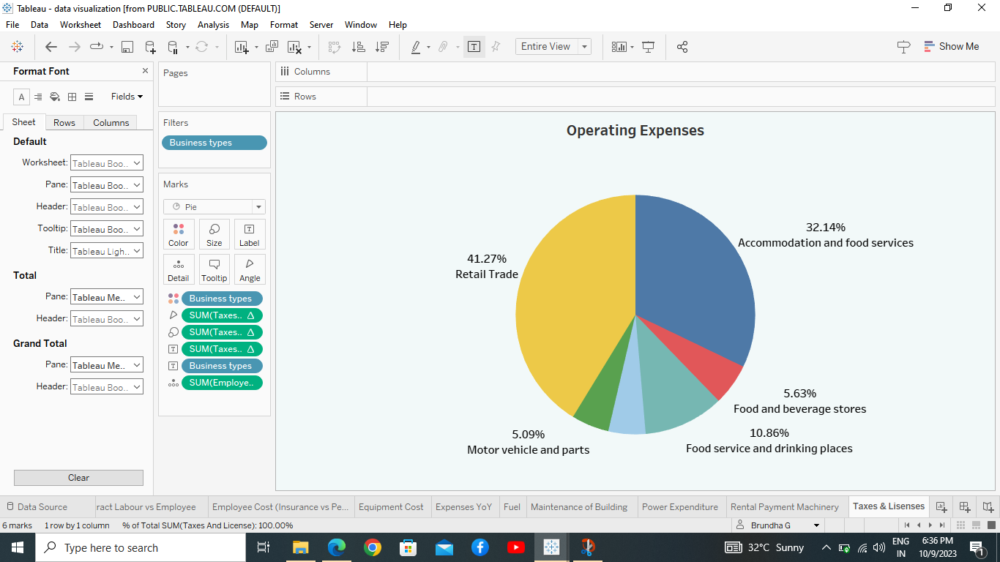 Tableau - data visualization [from PUBLIC.TABLEAU.COM (DEFAULT)]
File Data Worksheet Dashboard Story Analysis Map Format Server Window Help
Entire View
Show Me
Format Font
Fields
Sheet Rows Columns
Default
Worksheet: Tableau Boo..
Pane: Tableau Boo..
Header: Tableau Boo..
Tooltip: Tableau Boo..
Title: Tableau Ligh..
Total
Pane: Tableau Me..
Header: Tableau Boo..
Grand Total
Pane: Tableau Me..
Header: Tableau Boo..
Clear
Pages
Filters
Business types
Marks
Pie
Color Size Label
Detail Tooltip Angle
Business types
SUM(Taxes..
SUM(Taxes..
SUM(Taxes..
Business types
SUM(Employe..
Columns
Rows
Operating Expenses
32.14%
Accommodation and food services
41.27%
Retail Trade
5.63%
Food and beverage stores
10.86%
Food service and drinking places
5.09%
Motor vehicle and parts
Data Source ract Labour vs Employee Employee Cost (Insurance vs Pe... Equipment Cost Expenses YoY Fuel Maintenance of Building Power Expenditure Rental Payment Machinery Taxes & Lisenses
6 marks 1 row by 1 column % of Total SUM(Taxes And License): 100.00% Brundha G
Type here to search
32°C Sunny
ENG
IN
6:36 PM
10/9/2023
1